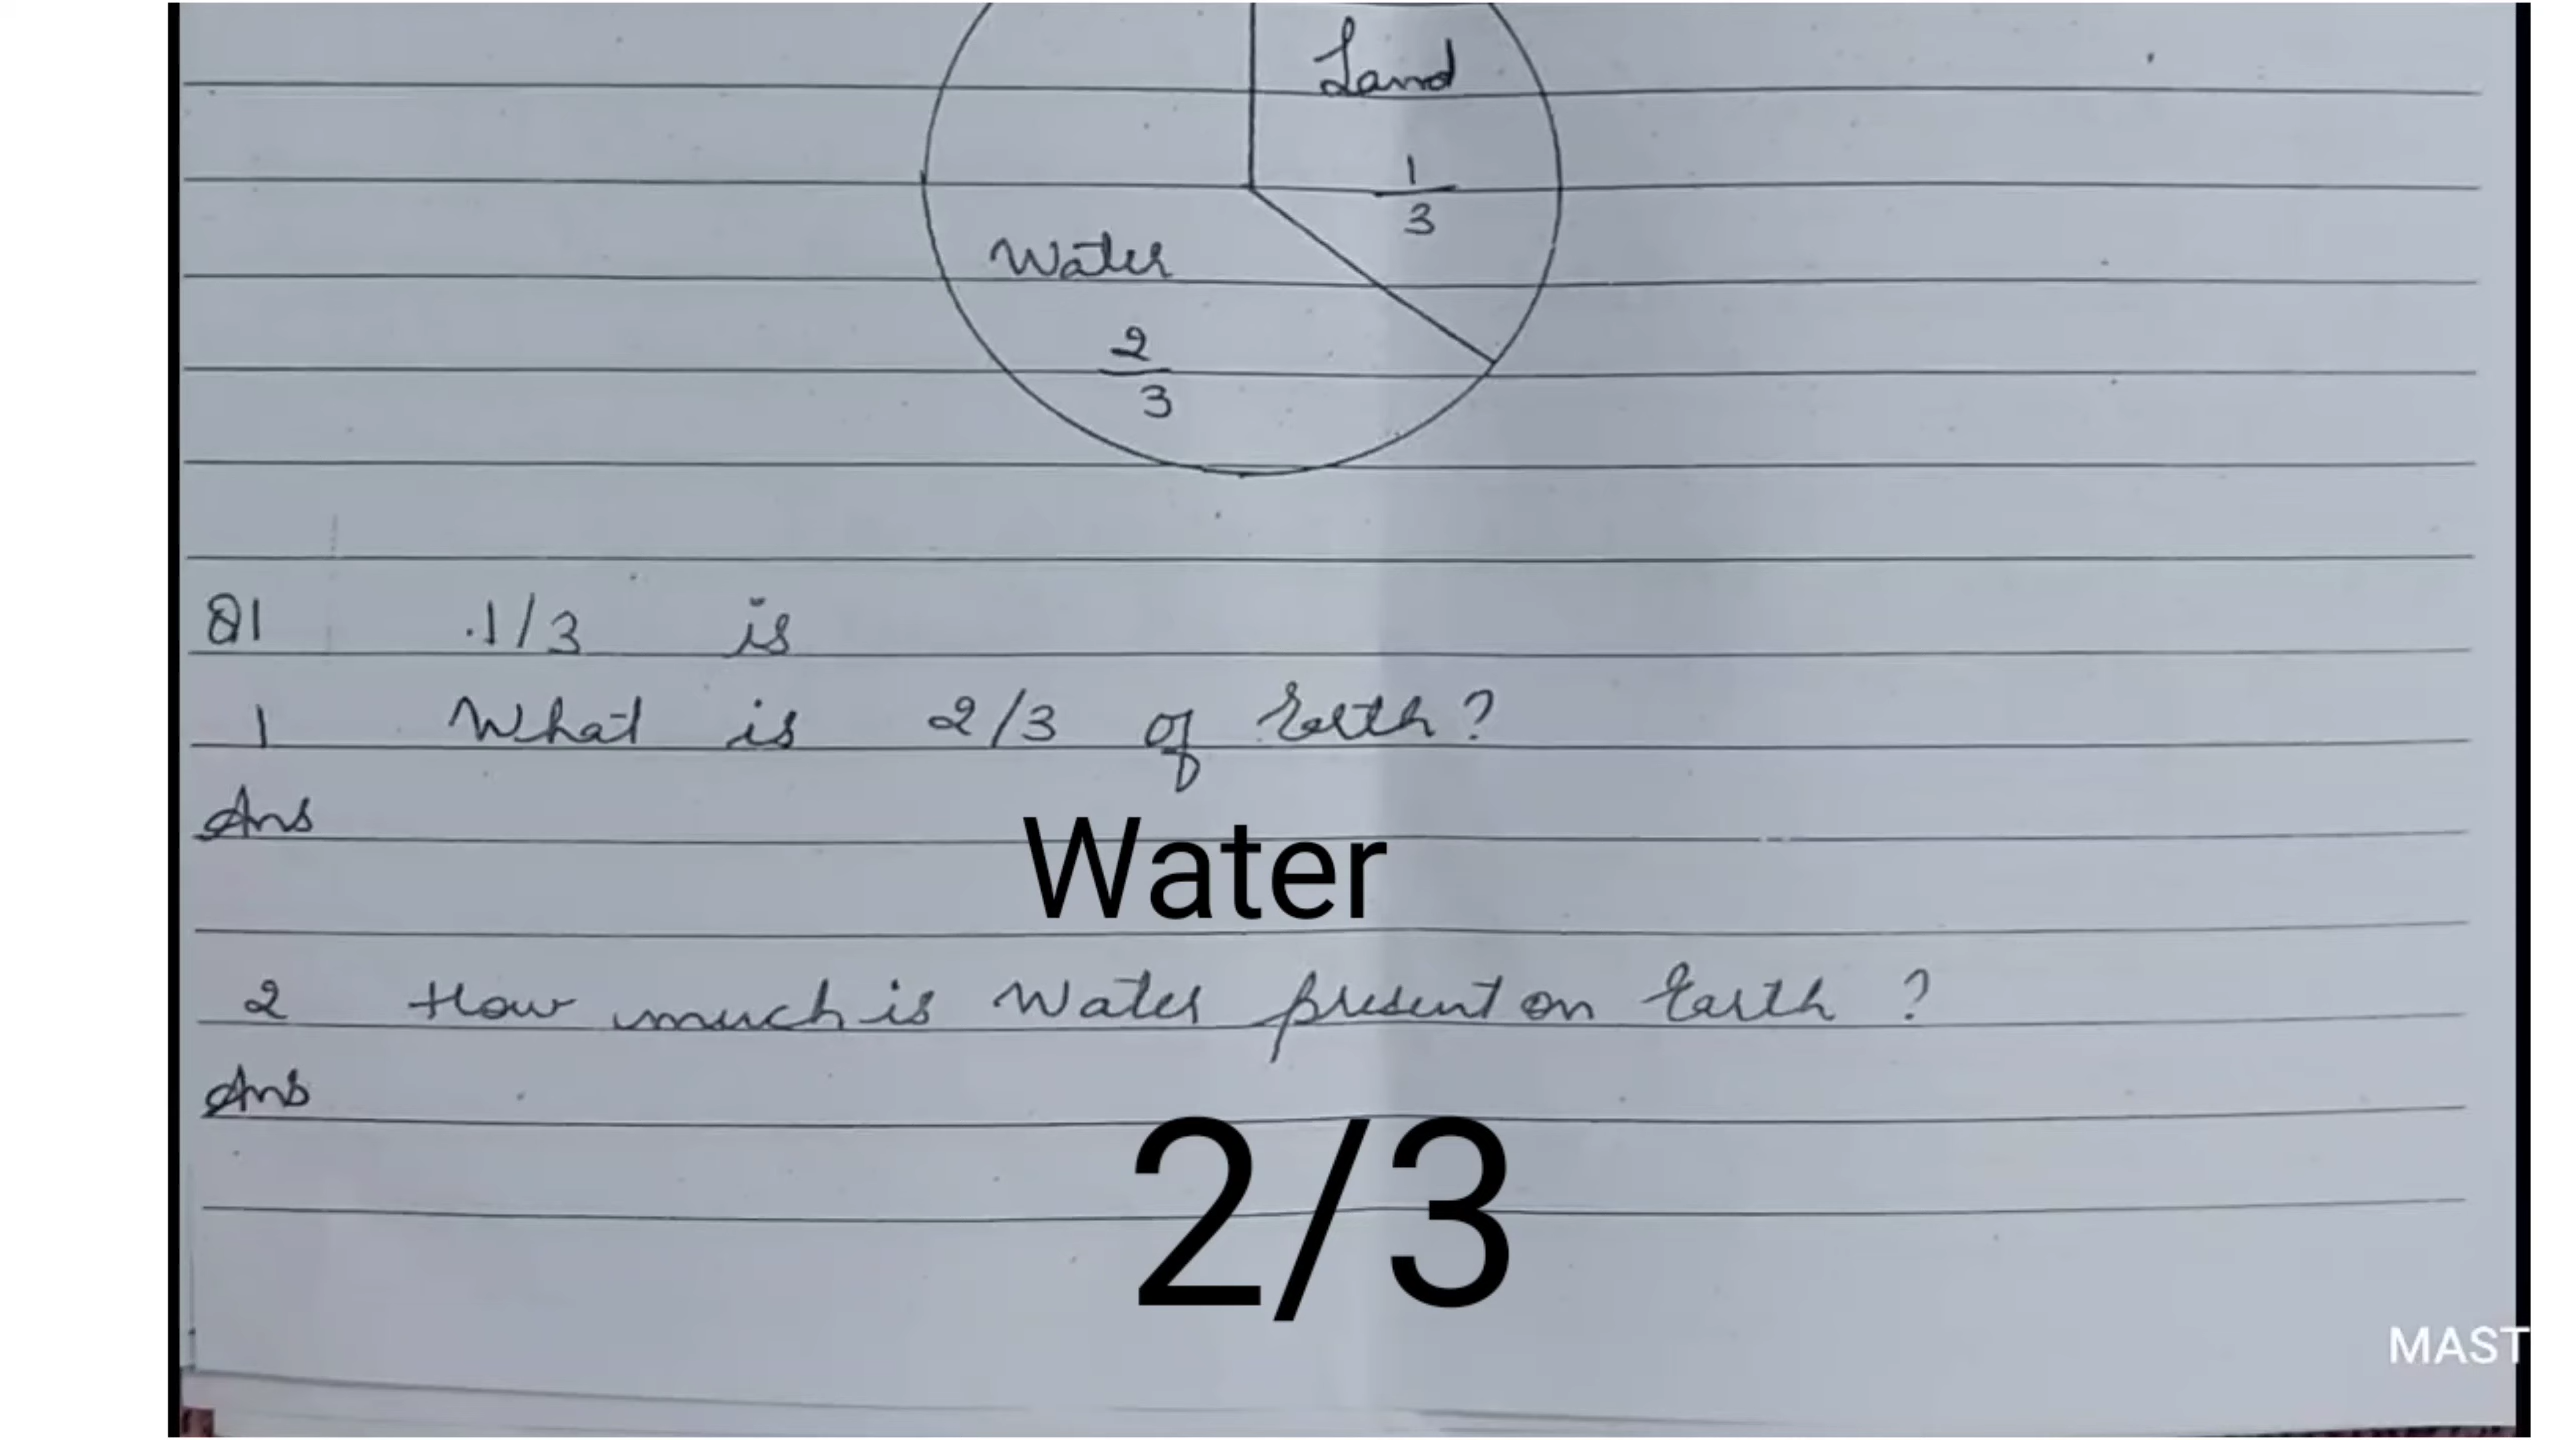 Land
1
3
Water
2
3
Q1 .1/3 is
1 What is 2/3 of Earth?
Ans
Water
2 How much is Water present on Earth ?
Ans
2/3
MAST